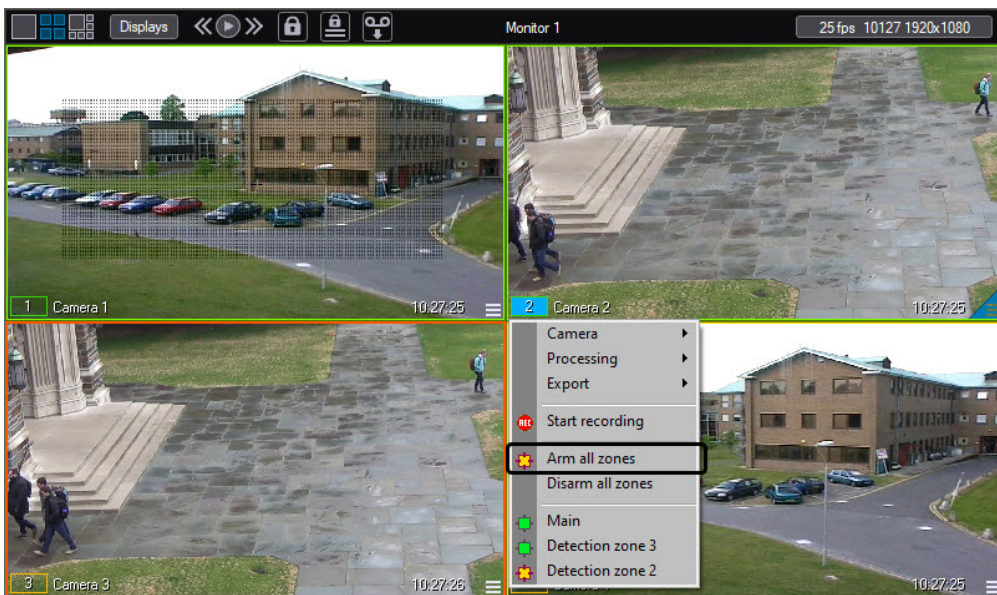 Displays
Monitor 1
25 fps 10127 1920x1080
1 Camera 1 10:27:25
2 Camera 2 10:27:25
Camera
Processing
Export
REC Start recording
Arm all zones
Disarm all zones
Main
Detection zone 3
Detection zone 2
3 Camera 3 10:27:26
10:27:25